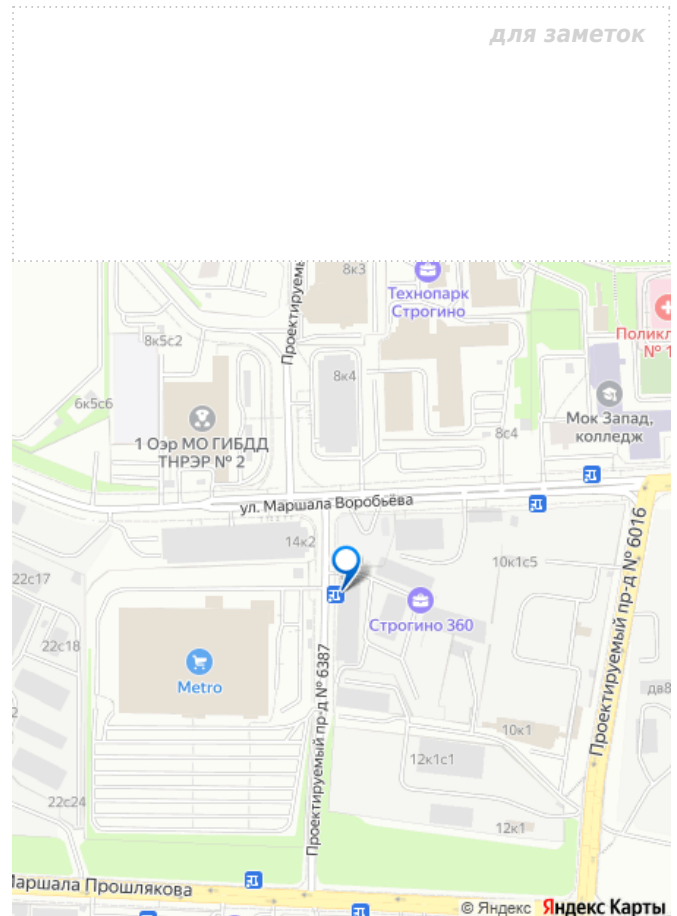 для заметок
8к3
Технопарк
Строгино
Проектируемы
8к5с2
Поликл
№ 1
8к4
6к5с6
1 Оэр МО ГИБДД
ТНРЭР № 2
Мок Запад,
колледж
8с4
ул. Маршала Воробьёва
14к2
10к1с5
22с17
Строгино 360
Проектируемый пр-д № 6016
22с18
Metro
Проектируемый пр-д № 6387
дв8
2
10к1
12к1с1
22с24
12к1
Маршала Прошлякова
© Яндекс Яндекс Карты